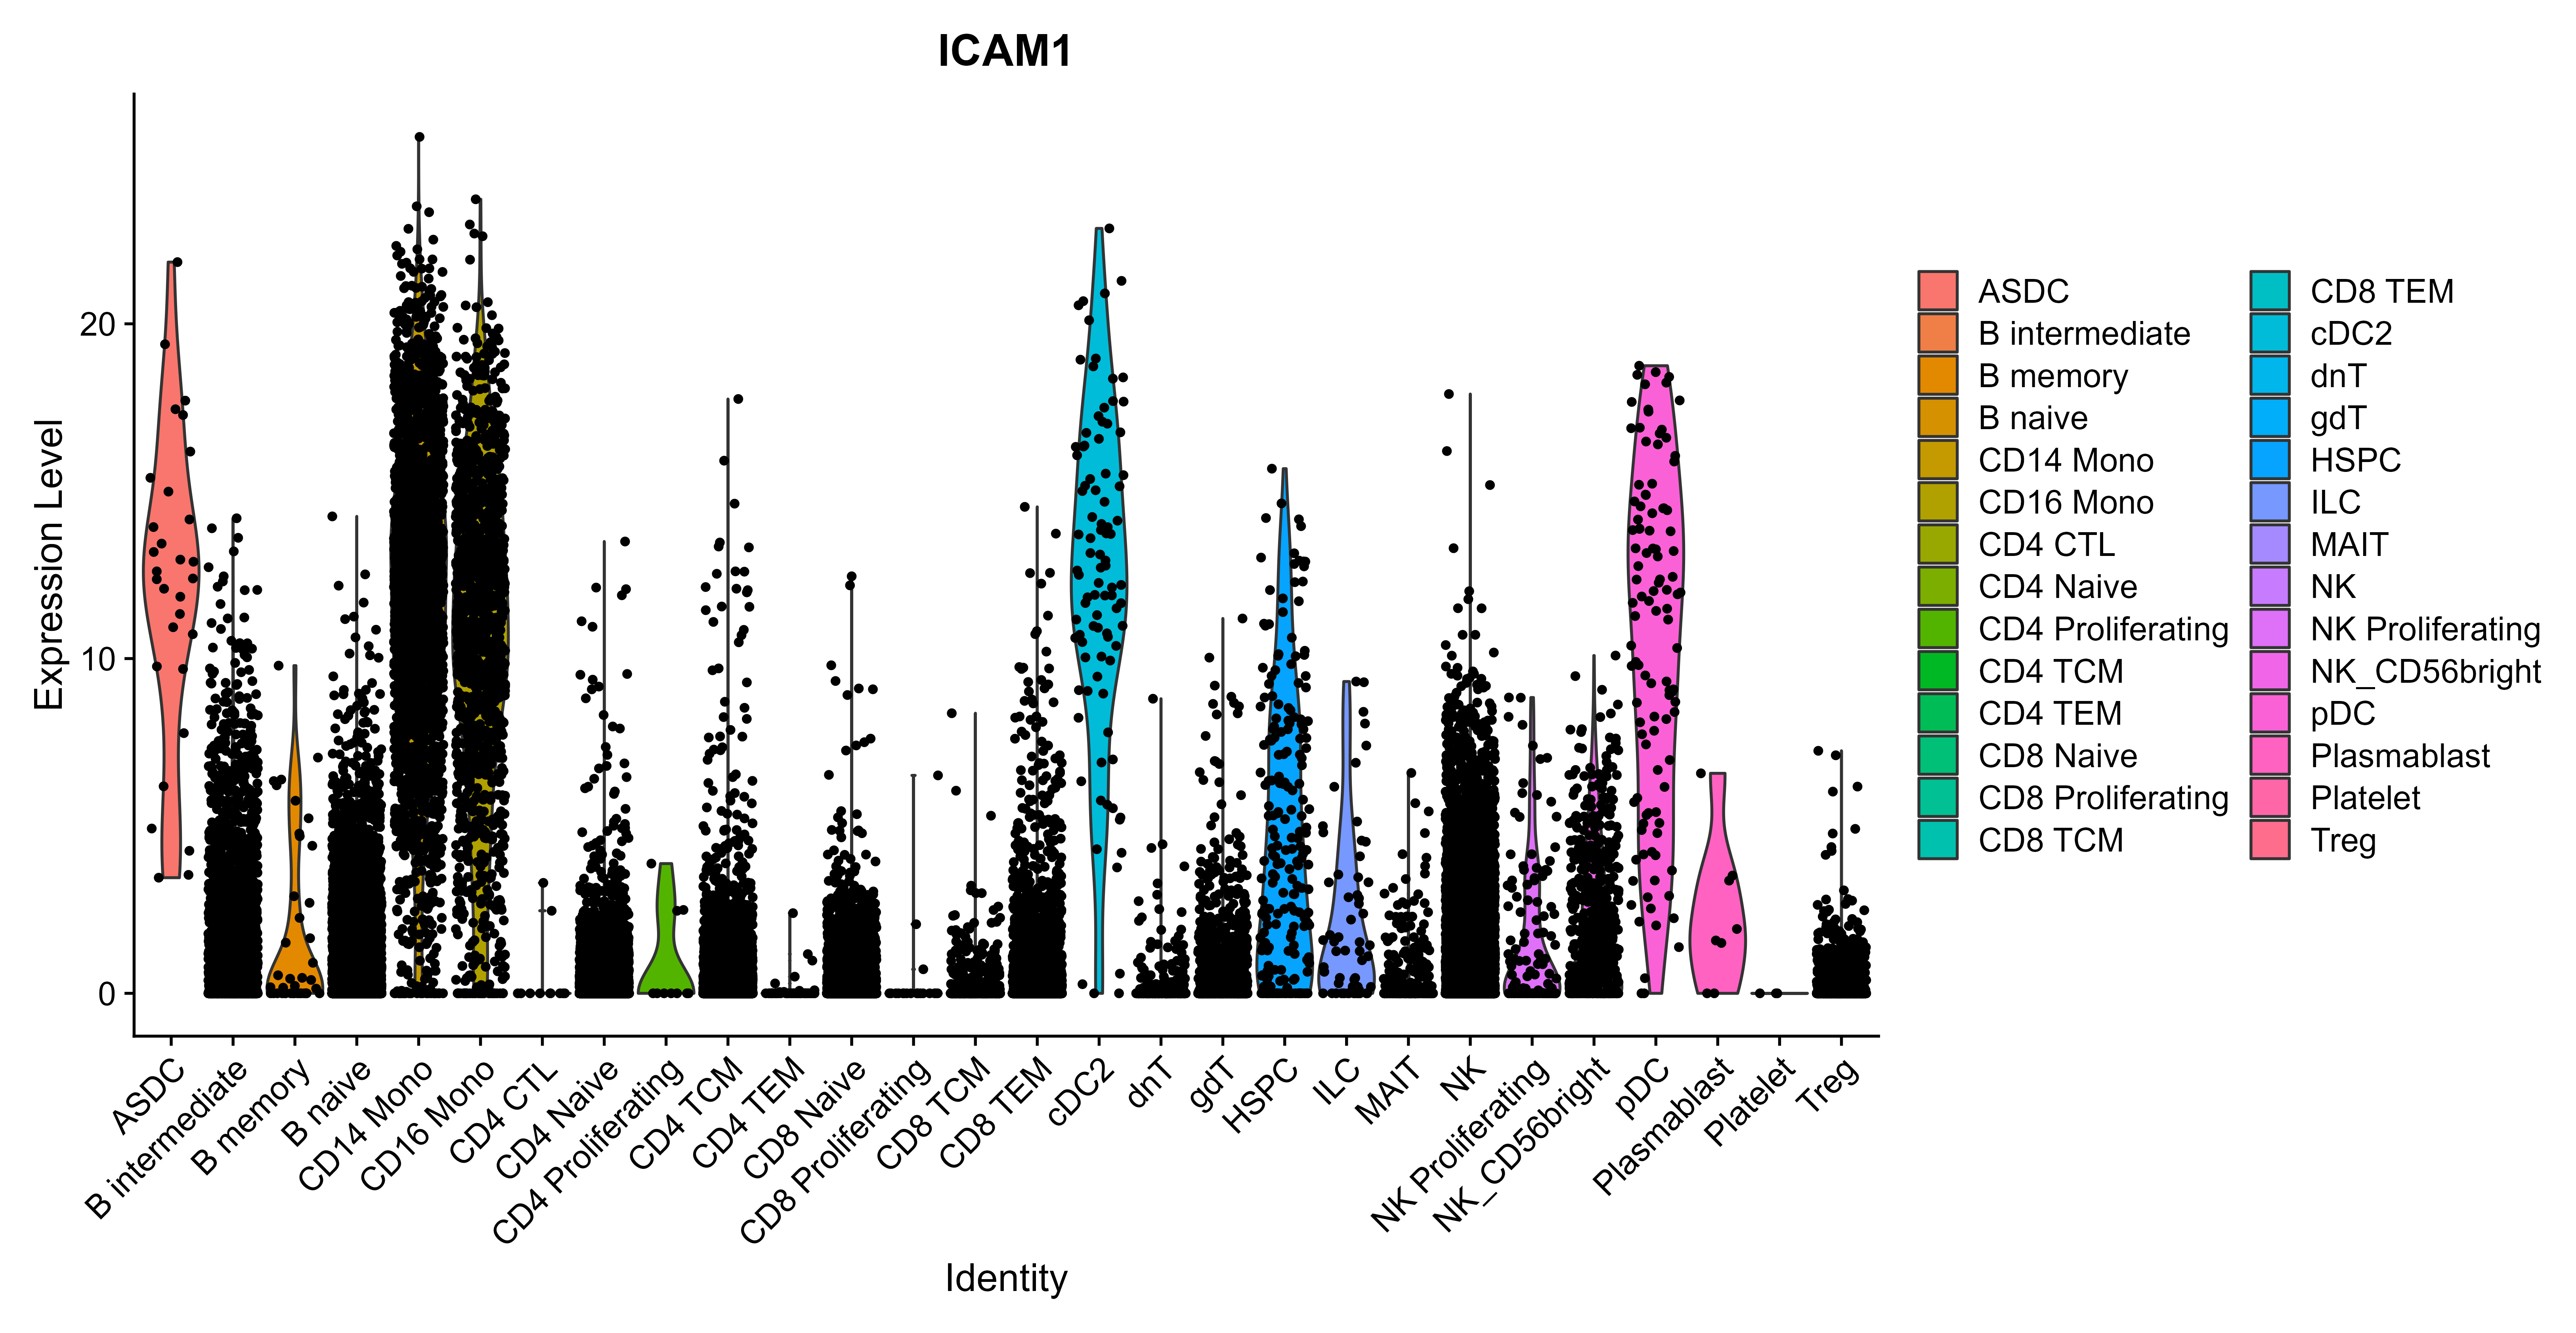 ICAM1
Expression Level
20
10
0
ASDC
B intermediate
B memory
B naive
CD14 Mono
CD16 Mono
CD4 CTL
CD4 Naive
CD4 Proliferating
CD4 TCM
CD4 TEM
CD8 Naive
CD8 Proliferating
CD8 TCM
CD8 TEM
cDC2
dnT
gdT
HSPC
ILC
MAIT
NK
NK Proliferating
NK_CD56bright
pDC
Plasmablast
Platelet
Treg
Identity
ASDC
B intermediate
B memory
B naive
CD14 Mono
CD16 Mono
CD4 CTL
CD4 Naive
CD4 Proliferating
CD4 TCM
CD4 TEM
CD8 Naive
CD8 Proliferating
CD8 TCM
CD8 TEM
cDC2
dnT
gdT
HSPC
ILC
MAIT
NK
NK Proliferating
NK_CD56bright
pDC
Plasmablast
Platelet
Treg